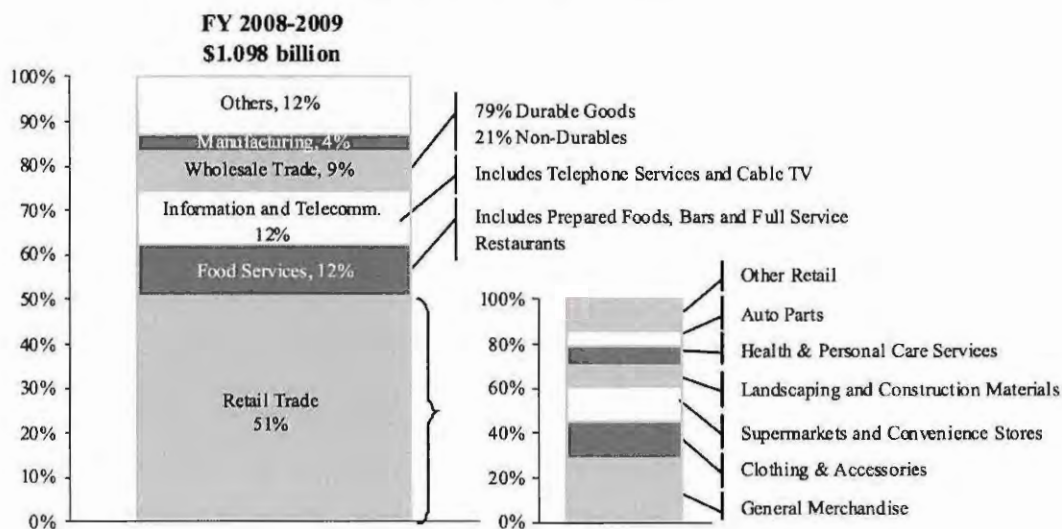 FY 2008-2009
$1.098 billion
100%
90%
80%
70%
60%
50%
40%
30%
20%
10%
0%
Others, 12%
Manufacturing, 4%
Wholesale Trade, 9%
Information and Telecomm.
12%
Food Services, 12%
Retail Trade
51%
79% Durable Goods
21% Non-Durables
Includes Telephone Services and Cable TV
Includes Prepared Foods, Bars and Full Service
Restaurants
100%
80%
60%
40%
20%
0%
Other Retail
Auto Parts
Health & Personal Care Services
Landscaping and Construction Materials
Supermarkets and Convenience Stores
Clothing & Accessories
General Merchandise